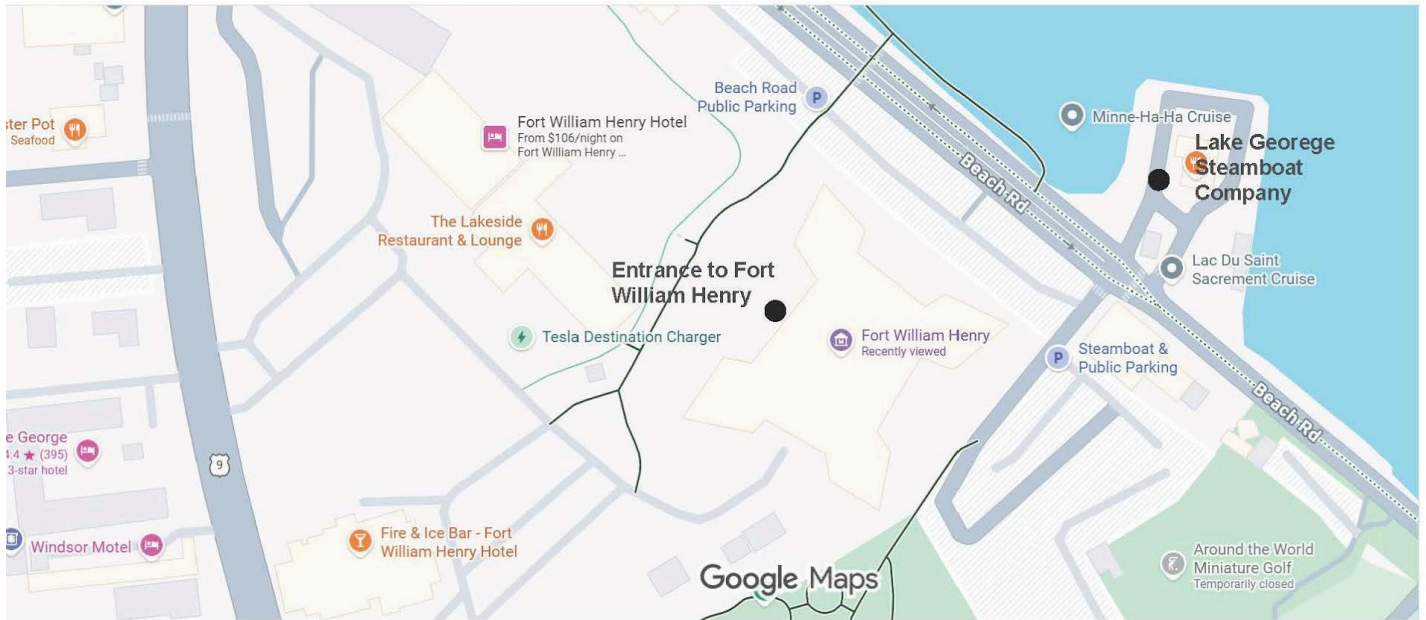 ster Pot
Seafood
Fort William Henry Hotel
From $106/night on
Fort William Henry ...
The Lakeside
Restaurant & Lounge
Beach Road
Public Parking
P
Minne-Ha-Ha Cruise
Lake Georege
Steamboat
Company
Beach Rd
Lac Du Saint
Sacrement Cruise
Entrance to Fort
William Henry
Tesla Destination Charger
Fort William Henry
Recently viewed
P
Steamboat &
Public Parking
Beach Rd
e George
4.4 ★ (395)
3-star hotel
9
Windsor Motel
Fire & Ice Bar - Fort
William Henry Hotel
Around the World
Miniature Golf
Temporarily closed
Google Maps